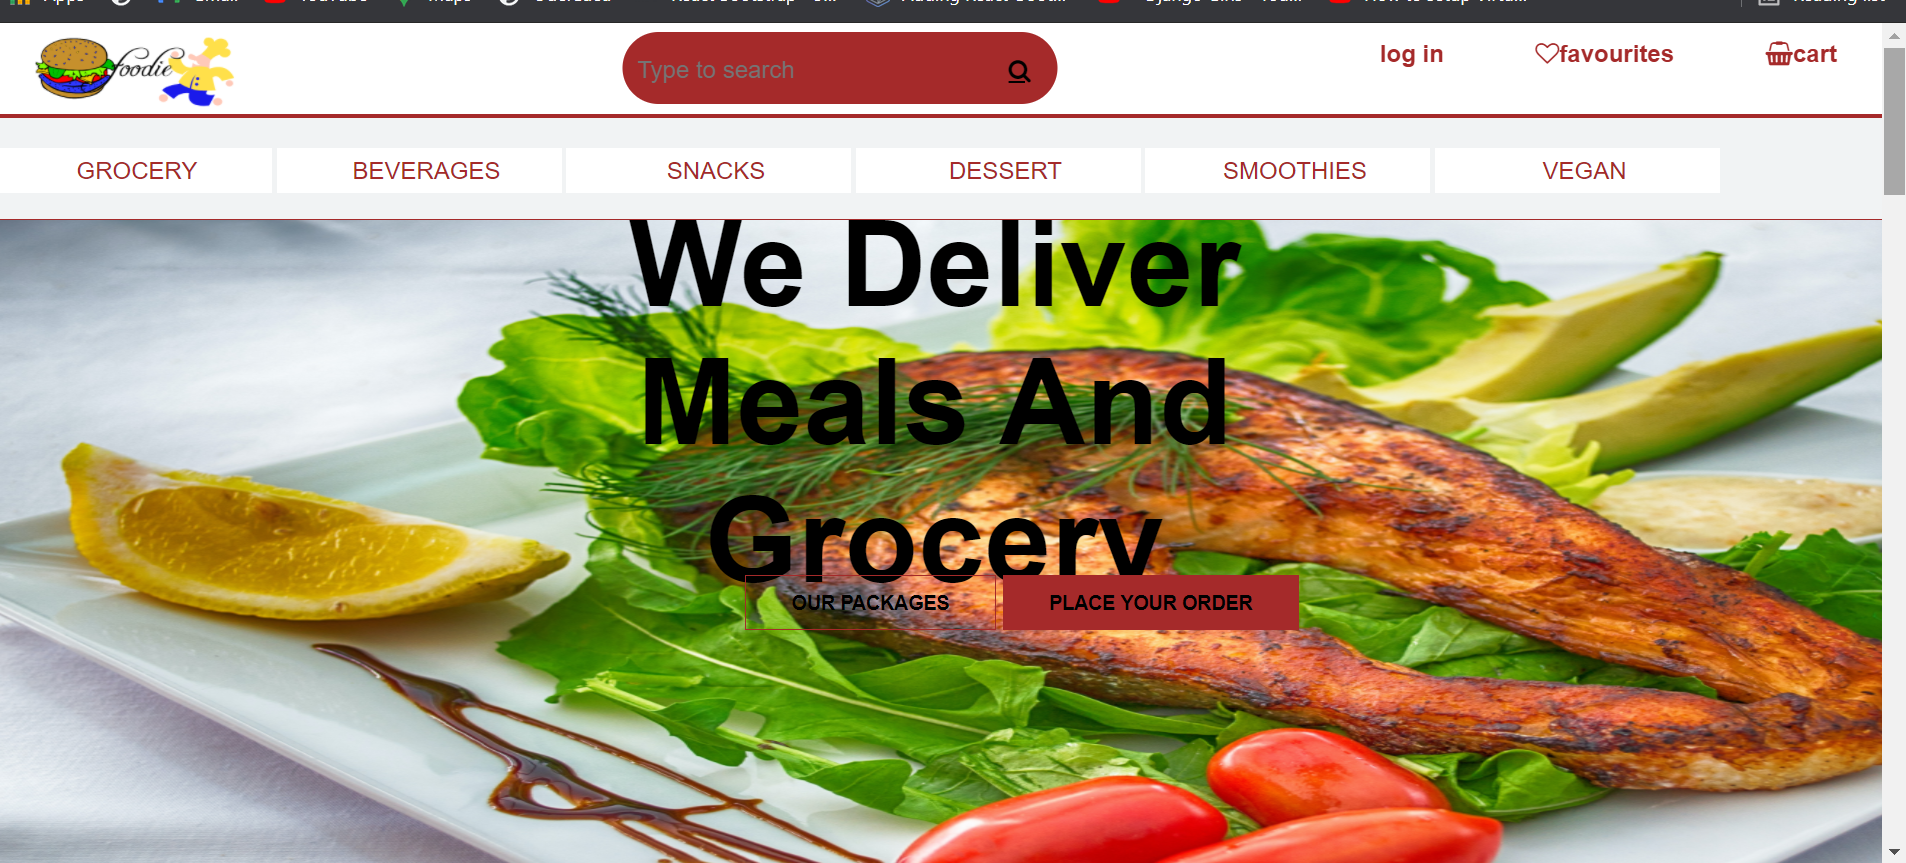 foodie
Type to search
log in
favourites
cart
GROCERY
BEVERAGES
SNACKS
DESSERT
SMOOTHIES
VEGAN
We Deliver
Meals And
Grocery
OUR PACKAGES
PLACE YOUR ORDER